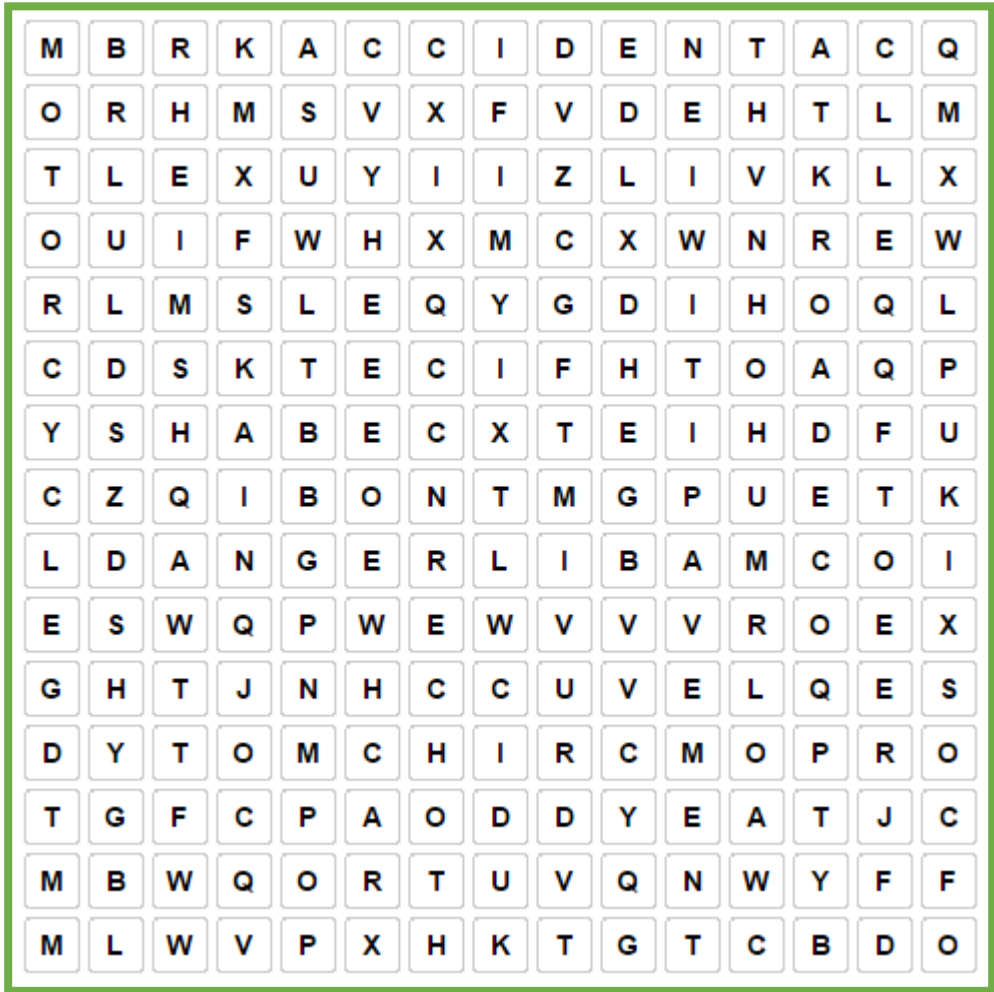 M B R K A C C I D E N T A C Q
O R H M S V X F V D E H T L M
T L E X U Y I I Z L I V K L X
O U I F W H X M C X W N R E W
R L M S L E Q Y G D I H O Q L
C D S K T E C I F H T O A Q P
Y S H A B E C X T E I H D F U
C Z Q I B O N T M G P U E T K
L D A N G E R L I B A M C O I
E S W Q P W E W V V V R O E X
G H T J N H C C U V E L Q E S
D Y T O M C H I R C M O P R O
T G F C P A O D D Y E A T J C
M B W Q O R T U V Q N W Y F F
M L W V P X H K T G T C B D O